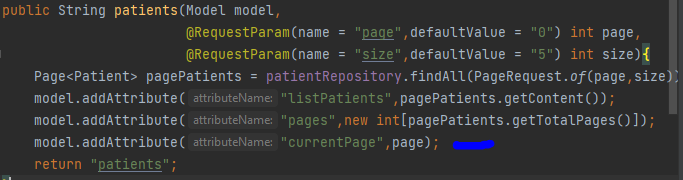 public String patients(Model model,
@RequestParam(name = "page",defaultValue = "0") int page,
@RequestParam(name = "size",defaultValue = "5") int size){
Page<Patient> pagePatients = patientRepository.findAll(PageRequest.of(page,size))
model.addAttribute( attributeName: "listPatients",pagePatients.getContent());
model.addAttribute( attributeName: "pages",new int[pagePatients.getTotalPages()]);
model.addAttribute( attributeName: "currentPage",page);
return "patients";